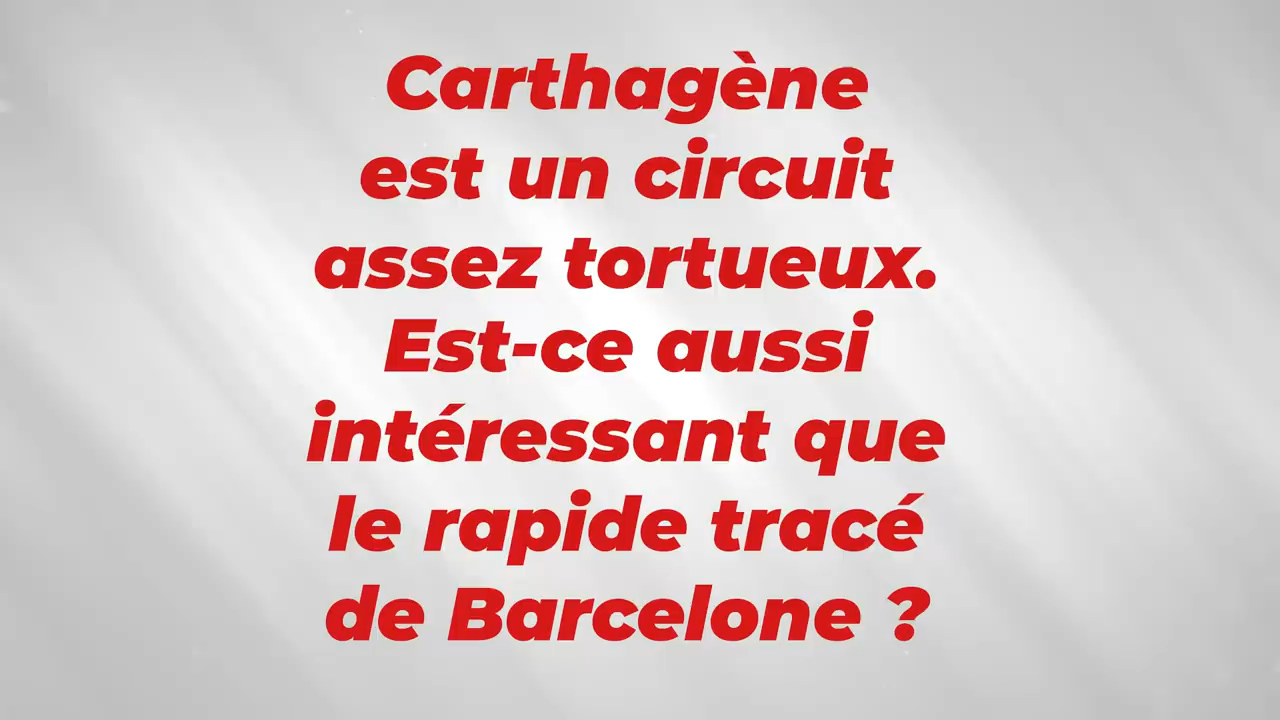 Carthagène
est un circuit
assez tortueux.
Est-ce aussi
intéressant que
le rapide tracé
de Barcelone ?